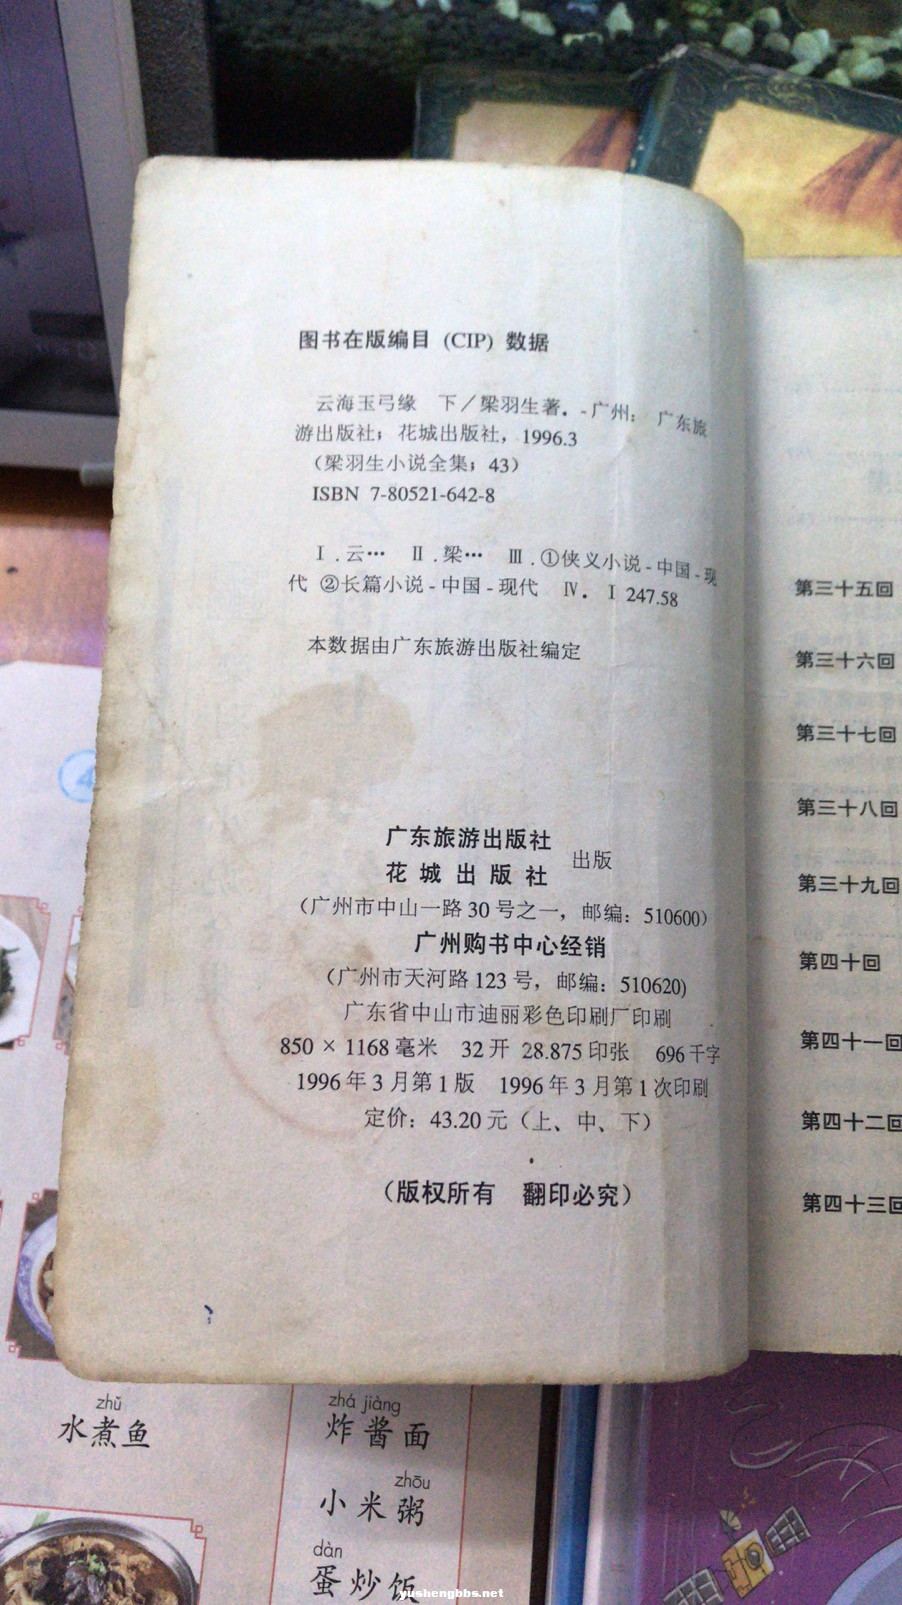 图书在版编目 (CIP) 数据
云海玉弓缘 下／梁羽生著．-广州： 广东旅
游出版社；花城出版社，1996.3
（梁羽生小说全集；43）
ISBN 7-80521-642-8
Ⅰ.云… Ⅱ.梁… Ⅲ.①侠义小说-中国-现
代 ②长篇小说-中国-现代 Ⅳ．Ⅰ247.58
本数据由广东旅游出版社编定
广东旅游出版社
花城出版社 出版
（广州市中山一路30号之一，邮编：510600）
广州购书中心经销
（广州市天河路123号，邮编：510620)
广东省中山市迪丽彩色印刷厂印刷
850×1168毫米 32开 28.875印张 696千字
1996年3月第1版 1996年3月第1次印刷
定价：43.20元（上、中、下）
（版权所有 翻印必究）
第三十五回
第三十六回
第三十七回
第三十八回
第三十九回
第四十回
第四十一回
第四十二回
第四十三回
4
zhǔ
水煮鱼
zhá jiàng
炸酱面
zhōu
小米粥
dàn
蛋炒饭
yushengbbs.net